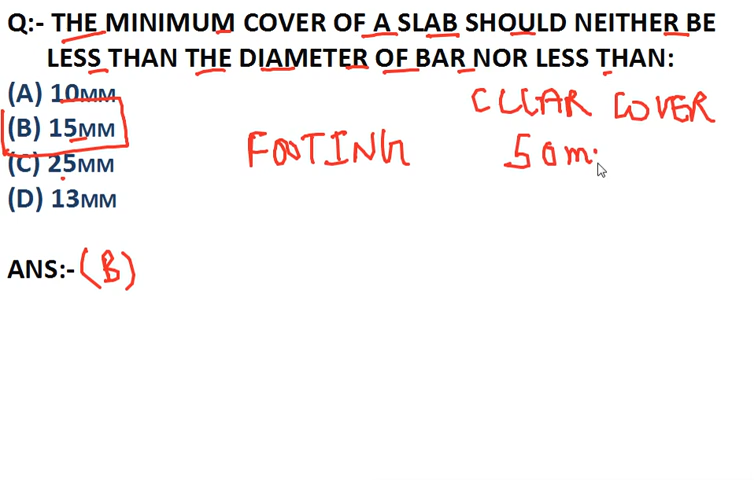 Q:- THE MINIMUM COVER OF A SLAB SHOULD NEITHER BE
LESS THAN THE DIAMETER OF BAR NOR LESS THAN:
(A) 10MM
(B) 15MM
(C) 25MM
(D) 13MM
CLEAR COVER
FOOTING 50m
ANS:- (B)